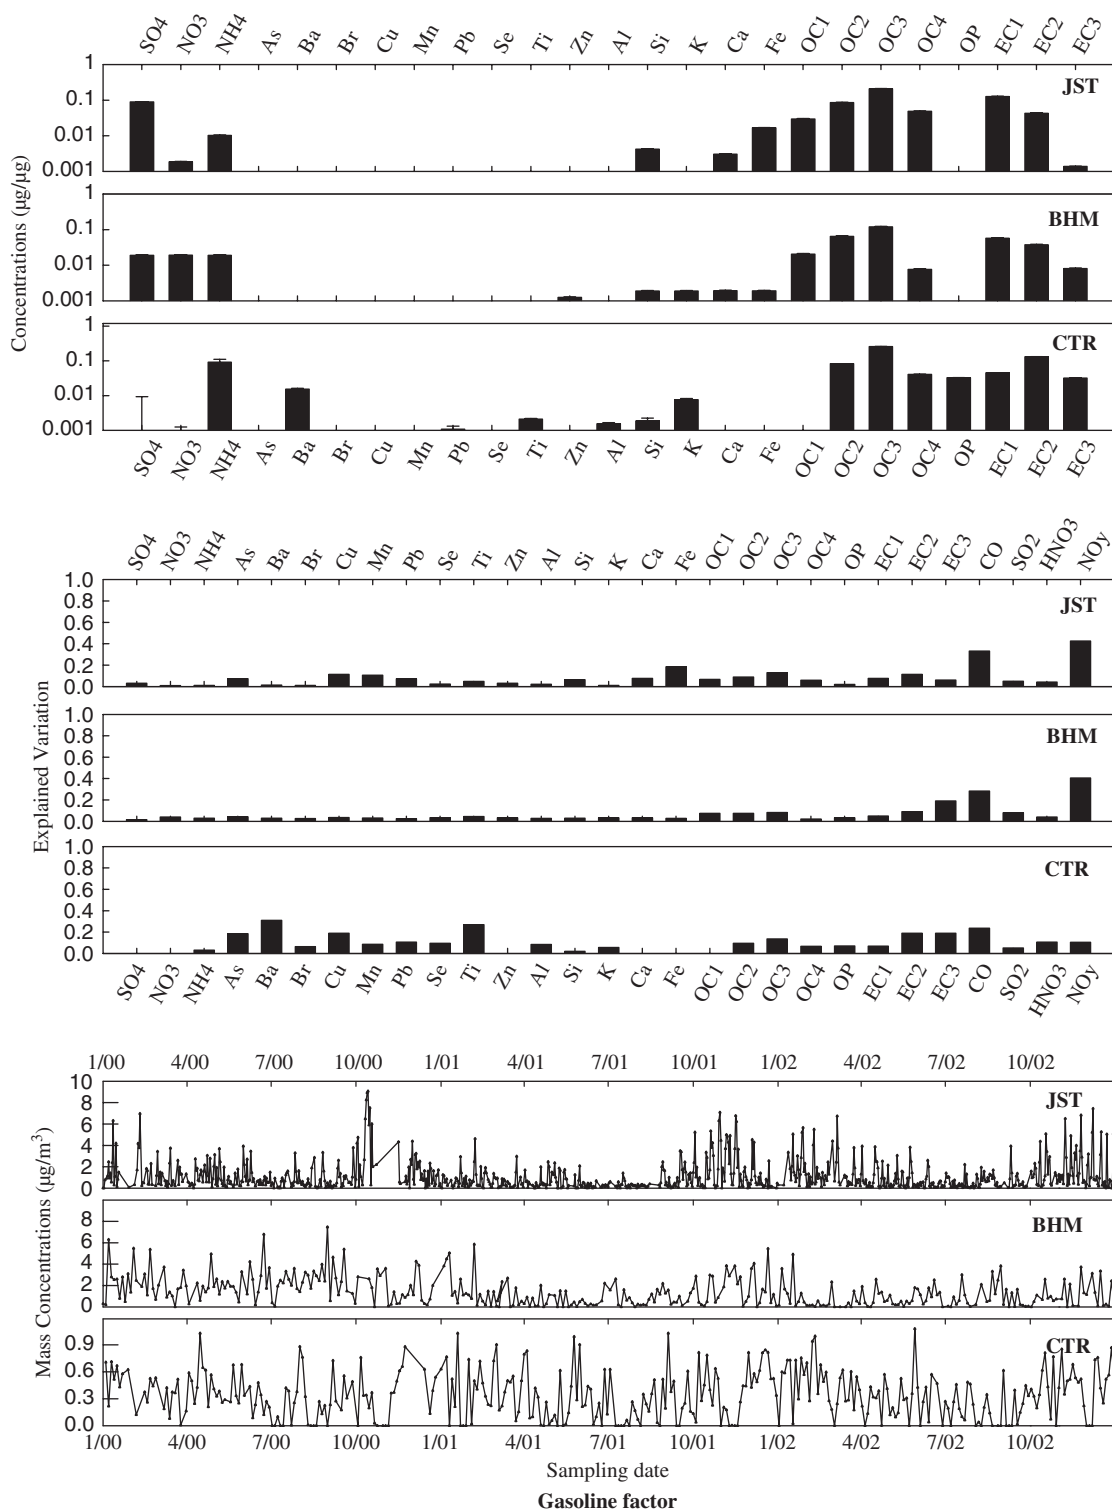 SO4 NO3 NH4 As Ba Br Cu Mn Pb Se Ti Zn Al Si K Ca Fe OC1 OC2 OC3 OC4 OP EC1 EC2 EC3
Concentrations (μg/μg)
1
0.1
0.01
0.001
JST
1
0.1
0.01
0.001
BHM
1
0.1
0.01
0.001
CTR
SO4 NO3 NH4 As Ba Br Cu Mn Pb Se Ti Zn Al Si K Ca Fe OC1 OC2 OC3 OC4 OP EC1 EC2 EC3
SO4 NO3 NH4 As Ba Br Cu Mn Pb Se Ti Zn Al Si K Ca Fe OC1 OC2 OC3 OC4 OP EC1 EC2 EC3 CO SO2 HNO3 NOy
Explained Variation
1.0
0.8
0.6
0.4
0.2
0.0
JST
1.0
0.8
0.6
0.4
0.2
0.0
BHM
1.0
0.8
0.6
0.4
0.2
0.0
CTR
SO4 NO3 NH4 As Ba Br Cu Mn Pb Se Ti Zn Al Si K Ca Fe OC1 OC2 OC3 OC4 OP EC1 EC2 EC3 CO SO2 HNO3 NOy
1/00 4/00 7/00 10/00 1/01 4/01 7/01 10/01 1/02 4/02 7/02 10/02
Mass Concentrations (μg/m³)
10
8
6
4
2
0
JST
8
6
4
2
0
BHM
0.9
0.6
0.3
0.0
CTR
1/00 4/00 7/00 10/00 1/01 4/01 7/01 10/01 1/02 4/02 7/02 10/02
Sampling date
Gasoline factor